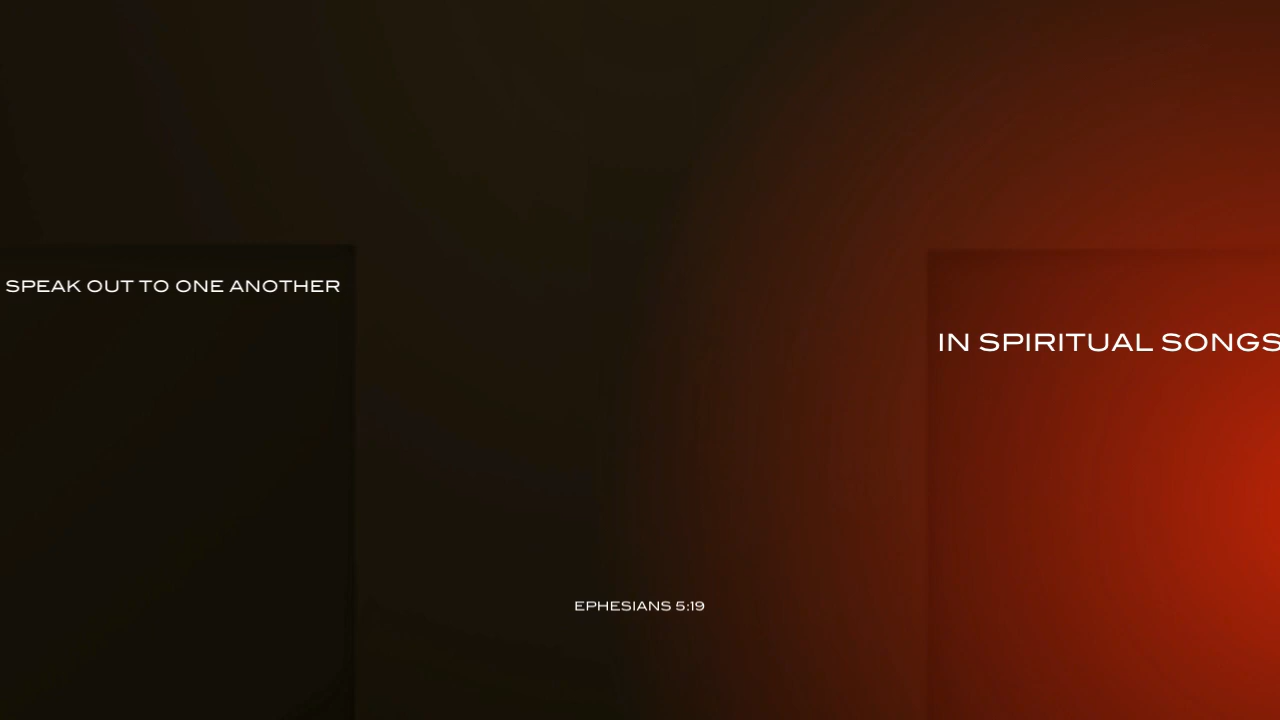 SPEAK OUT TO ONE ANOTHER
IN SPIRITUAL SONGS
EPHESIANS 5:19